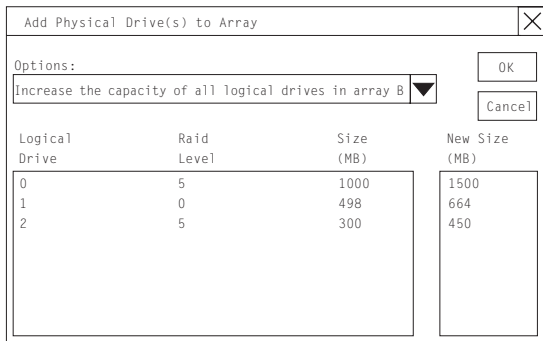 Add Physical Drive(s) to Array
Options:
OK
Increase the capacity of all logical drives in array B
Cancel
Logical Drive Raid Level Size (MB) New Size (MB)
0 5 1000 1500
1 0 498 664
2 5 300 450